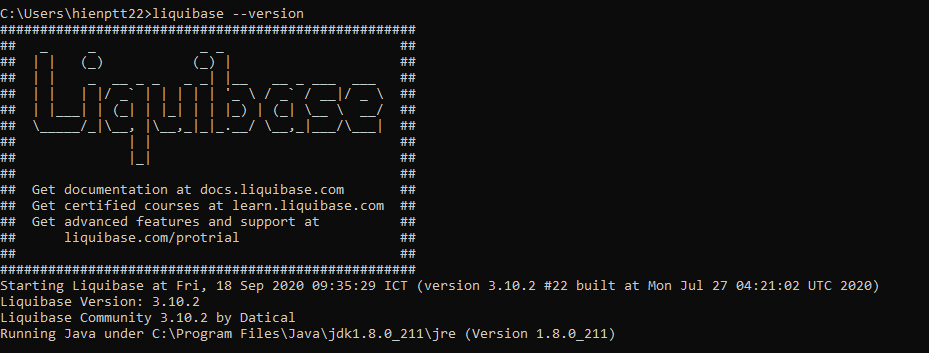 C:\Users\hienptt22>liquibase --version
####################################################
##   _     _             _ _                      ##
##  | |   (_)           (_) |                     ##
##  | |    _  __ _ _   _ _| |__   __ _ ___  ___   ##
##  | |   | |/ _` | | | | | '_ \ / _` / __|/ _ \  ##
##  | |___| | (_| | |_| | | |_) | (_| \__ \  __/  ##
##  \_____/_|\__, |\__,_|_|_.__/ \__,_|___/\___|  ##
##              | |                               ##
##              |_|                               ##
##                                                ##
##  Get documentation at docs.liquibase.com       ##
##  Get certified courses at learn.liquibase.com  ##
##  Get advanced features and support at          ##
##      liquibase.com/protrial                    ##
##                                                ##
####################################################
Starting Liquibase at Fri, 18 Sep 2020 09:35:29 ICT (version 3.10.2 #22 built at Mon Jul 27 04:21:02 UTC 2020)
Liquibase Version: 3.10.2
Liquibase Community 3.10.2 by Datical
Running Java under C:\Program Files\Java\jdk1.8.0_211\jre (Version 1.8.0_211)